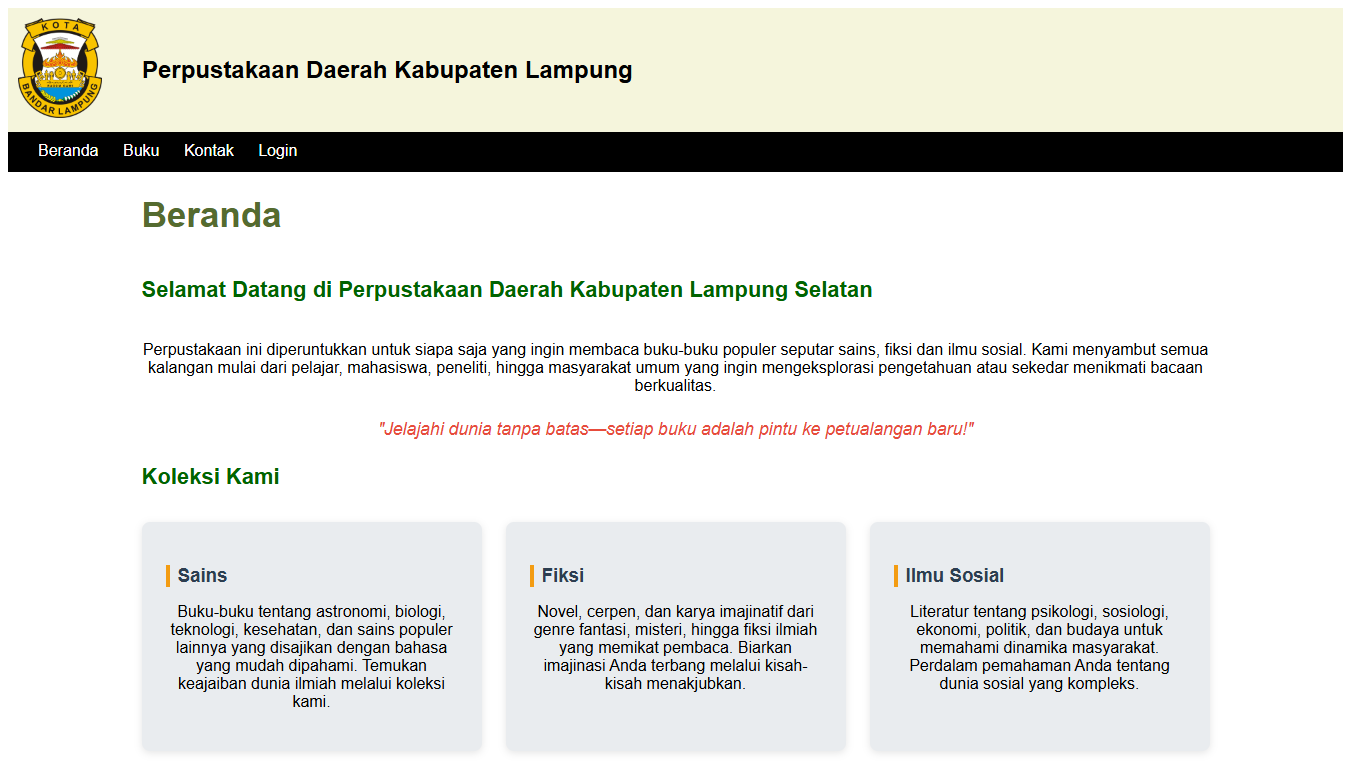 KOTA
BANDAR LAMPUNG
Perpustakaan Daerah Kabupaten Lampung
Beranda Buku Kontak Login
Beranda
Selamat Datang di Perpustakaan Daerah Kabupaten Lampung Selatan
Perpustakaan ini diperuntukkan untuk siapa saja yang ingin membaca buku-buku populer seputar sains, fiksi dan ilmu sosial. Kami menyambut semua
kalangan mulai dari pelajar, mahasiswa, peneliti, hingga masyarakat umum yang ingin mengeksplorasi pengetahuan atau sekedar menikmati bacaan
berkualitas.
"Jelajahi dunia tanpa batas—setiap buku adalah pintu ke petualangan baru!"
Koleksi Kami
Sains
Buku-buku tentang astronomi, biologi,
teknologi, kesehatan, dan sains populer
lainnya yang disajikan dengan bahasa
yang mudah dipahami. Temukan
keajaiban dunia ilmiah melalui koleksi
kami.
Fiksi
Novel, cerpen, dan karya imajinatif dari
genre fantasi, misteri, hingga fiksi ilmiah
yang memikat pembaca. Biarkan
imajinasi Anda terbang melalui kisah-
kisah menakjubkan.
Ilmu Sosial
Literatur tentang psikologi, sosiologi,
ekonomi, politik, dan budaya untuk
memahami dinamika masyarakat.
Perdalam pemahaman Anda tentang
dunia sosial yang kompleks.